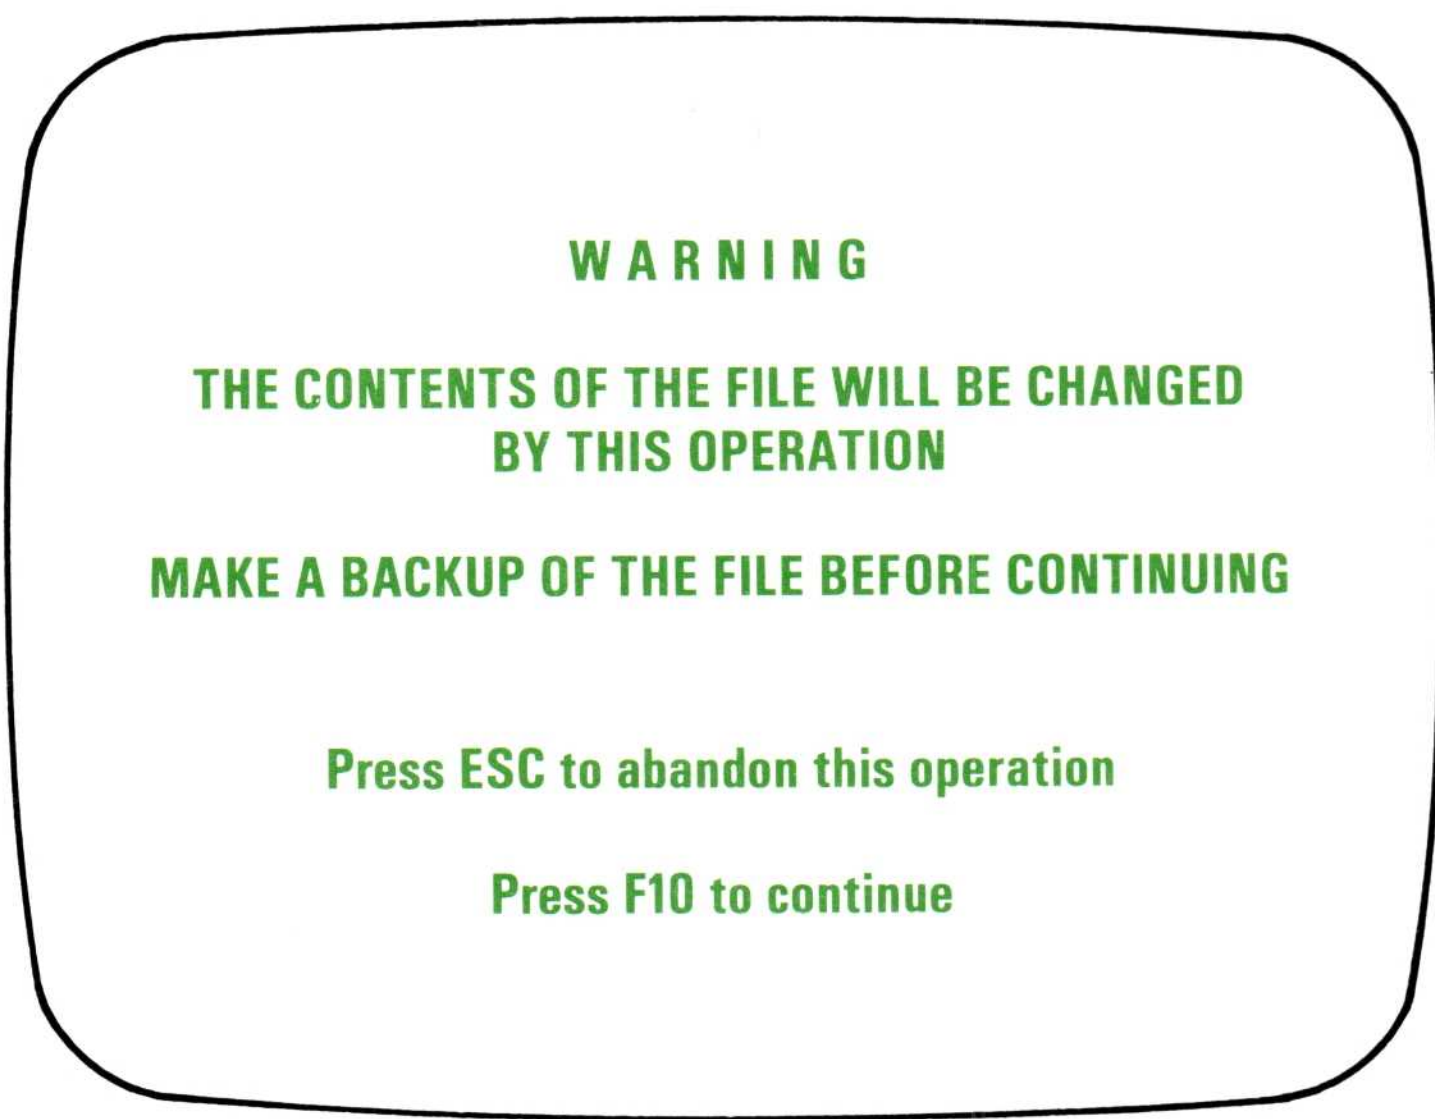 WARNING
THE CONTENTS OF THE FILE WILL BE CHANGED
BY THIS OPERATION
MAKE A BACKUP OF THE FILE BEFORE CONTINUING
Press ESC to abandon this operation
Press F10 to continue